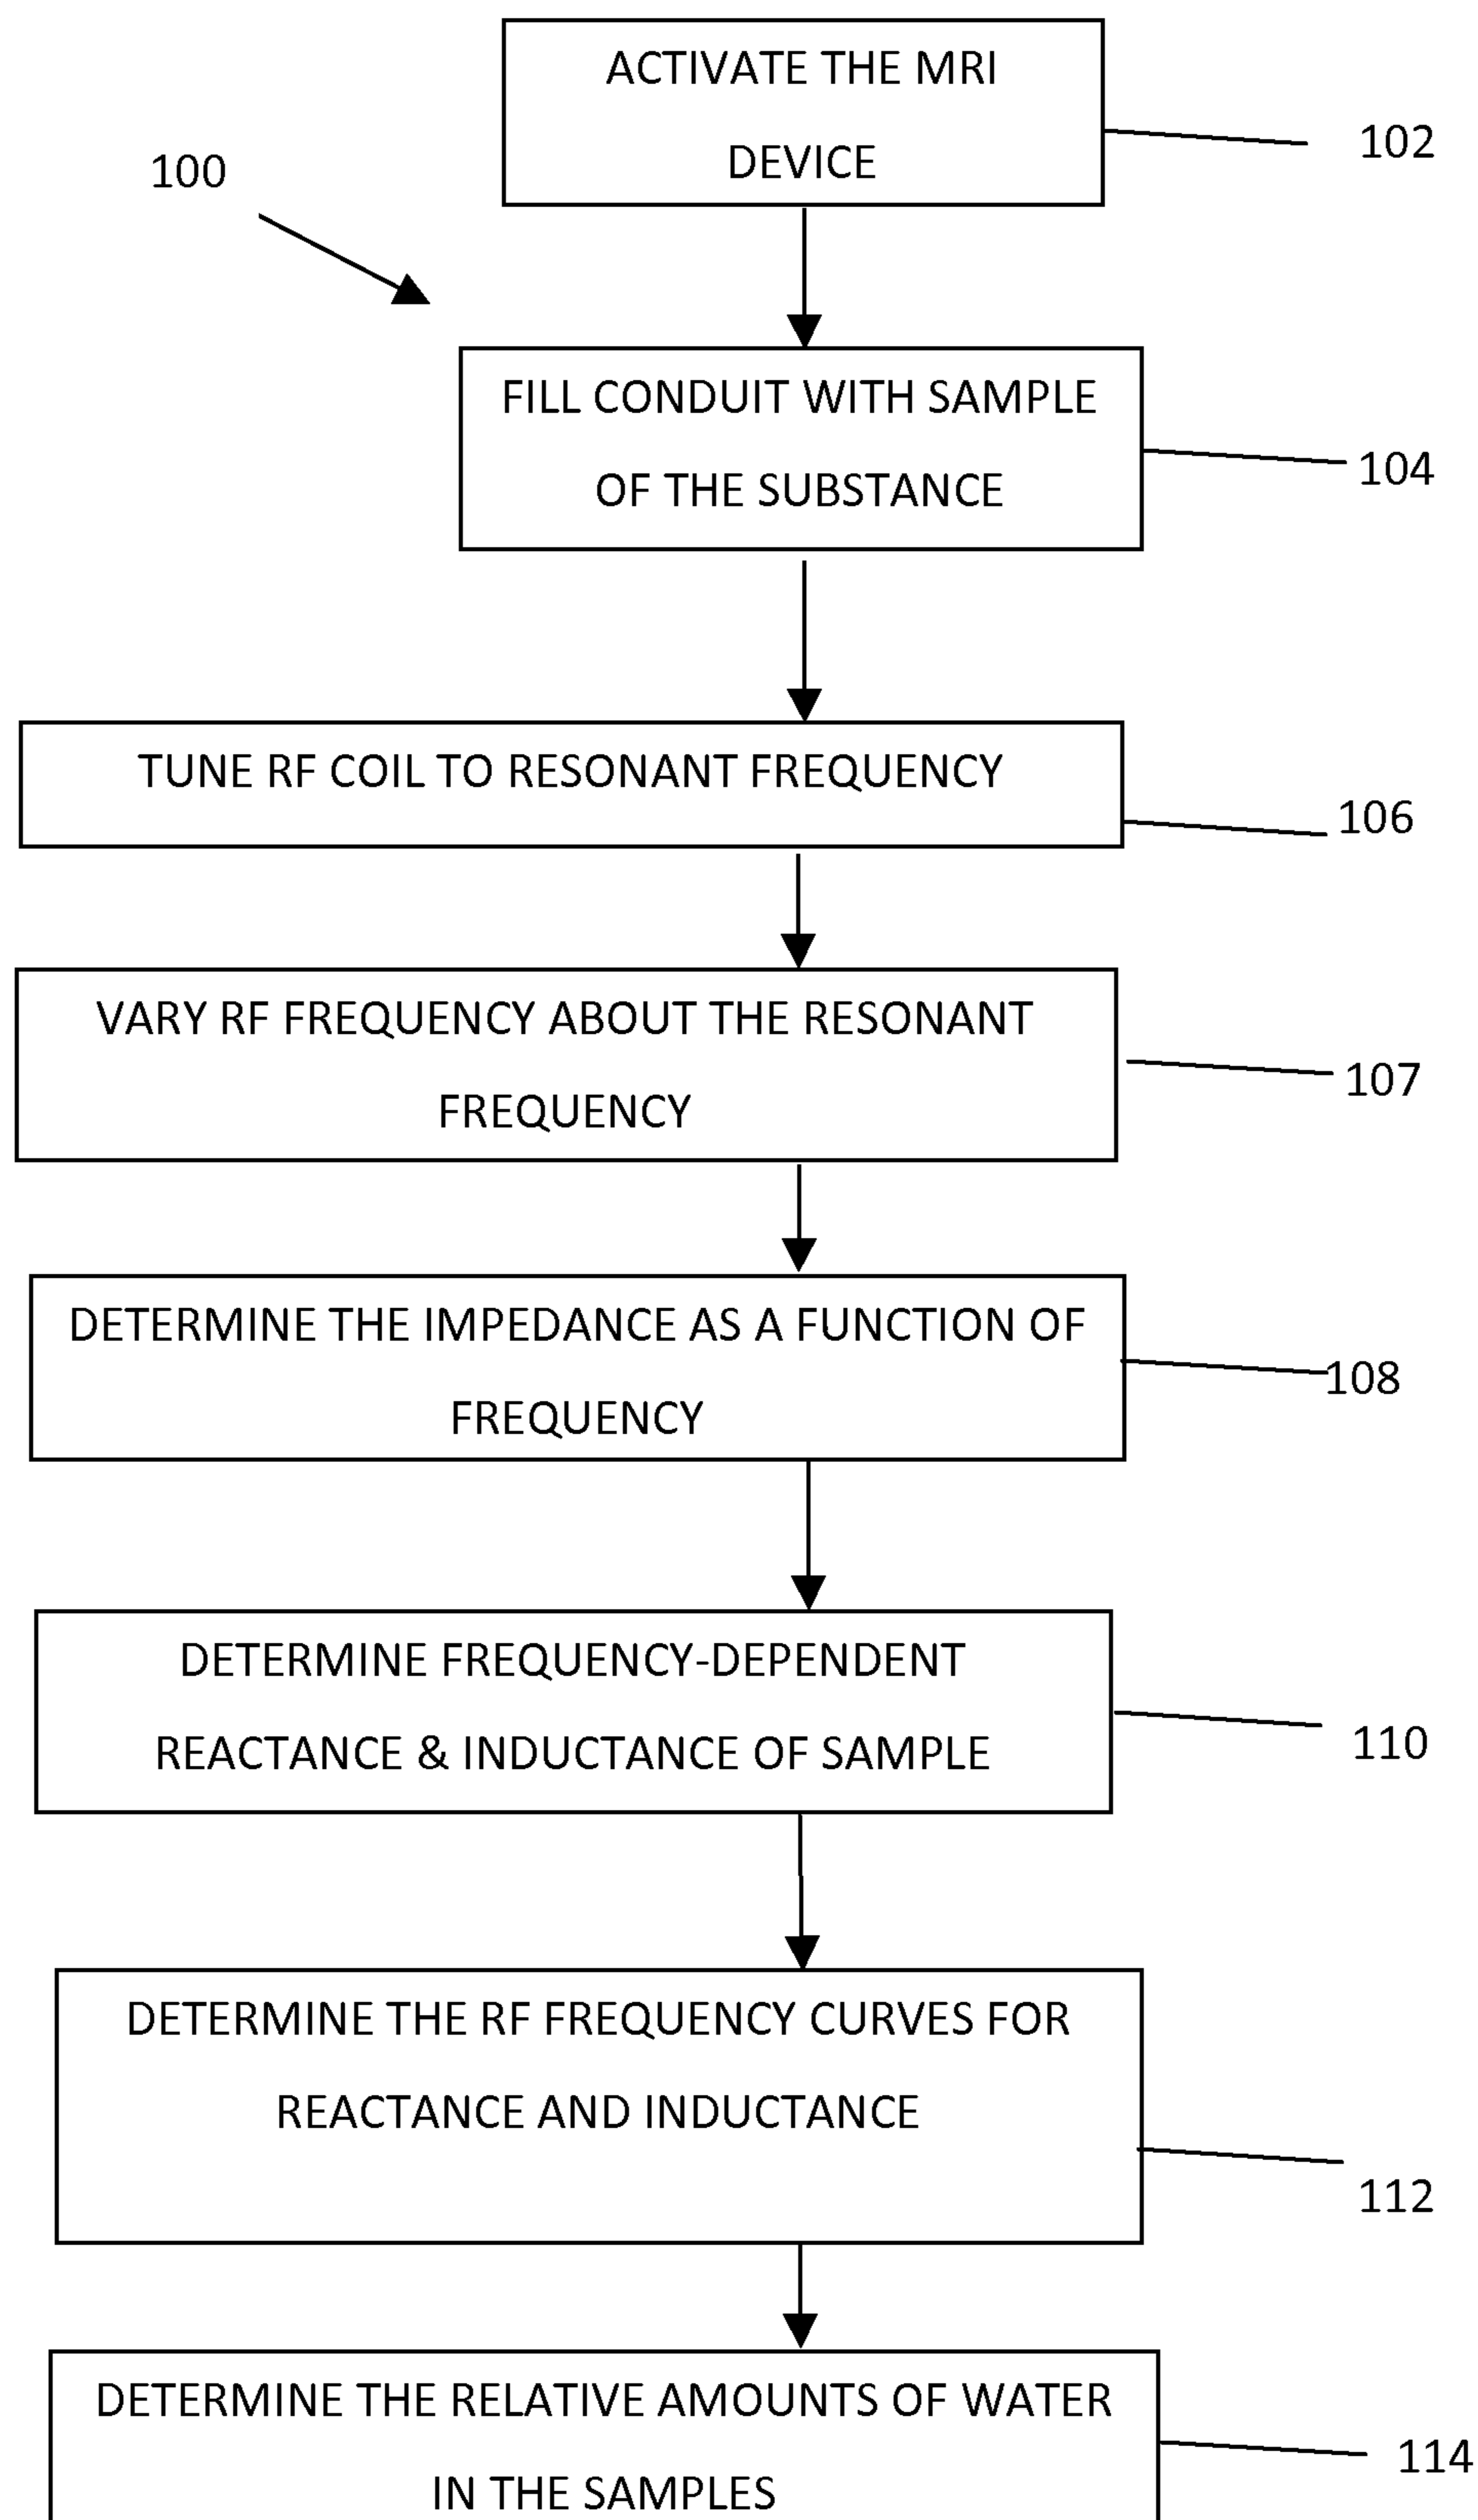 ACTIVATE THE MRI
DEVICE
102
100
FILL CONDUIT WITH SAMPLE
OF THE SUBSTANCE
104
TUNE RF COIL TO RESONANT FREQUENCY
106
VARY RF FREQUENCY ABOUT THE RESONANT
FREQUENCY
107
DETERMINE THE IMPEDANCE AS A FUNCTION OF
FREQUENCY
108
DETERMINE FREQUENCY-DEPENDENT
REACTANCE & INDUCTANCE OF SAMPLE
110
DETERMINE THE RF FREQUENCY CURVES FOR
REACTANCE AND INDUCTANCE
112
DETERMINE THE RELATIVE AMOUNTS OF WATER
IN THE SAMPLES
114